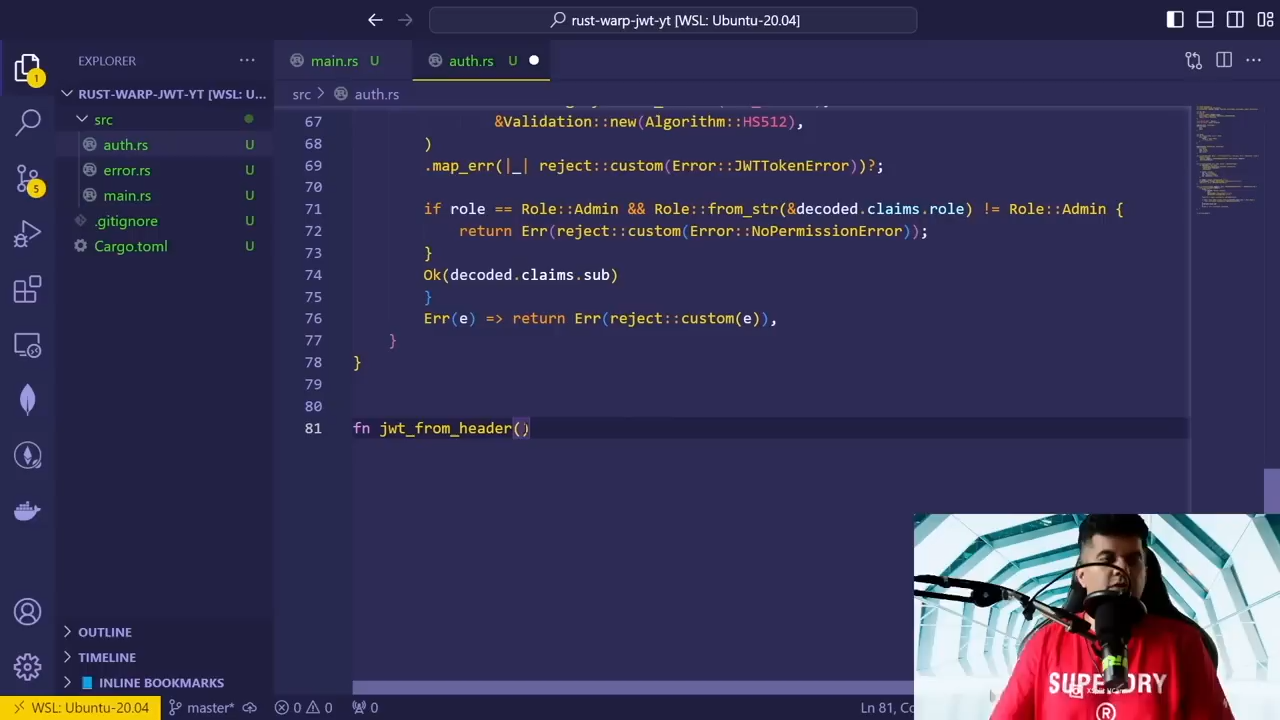 rust-warp-jwt-yt [WSL: Ubuntu-20.04]
EXPLORER
main.rs U
auth.rs U
1
RUST-WARP-JWT-YT [WSL: U...
src > auth.rs
src
auth.rs U
error.rs U
main.rs U
.gitignore U
Cargo.toml U
5
67 &Validation::new(Algorithm::HS512),
68 )
69 .map_err(|_| reject::custom(Error::JWTTokenError))?;
70
71 if role == Role::Admin && Role::from_str(&decoded.claims.role) != Role::Admin {
72 return Err(reject::custom(Error::NoPermissionError));
73 }
74 Ok(decoded.claims.sub)
75 }
76 Err(e) => return Err(reject::custom(e)),
77 }
78 }
79
80
81 fn jwt_from_header()
OUTLINE
TIMELINE
INLINE BOOKMARKS
SUPERDRY
WSL: Ubuntu-20.04 master* 0 0 0 Ln 81, Co